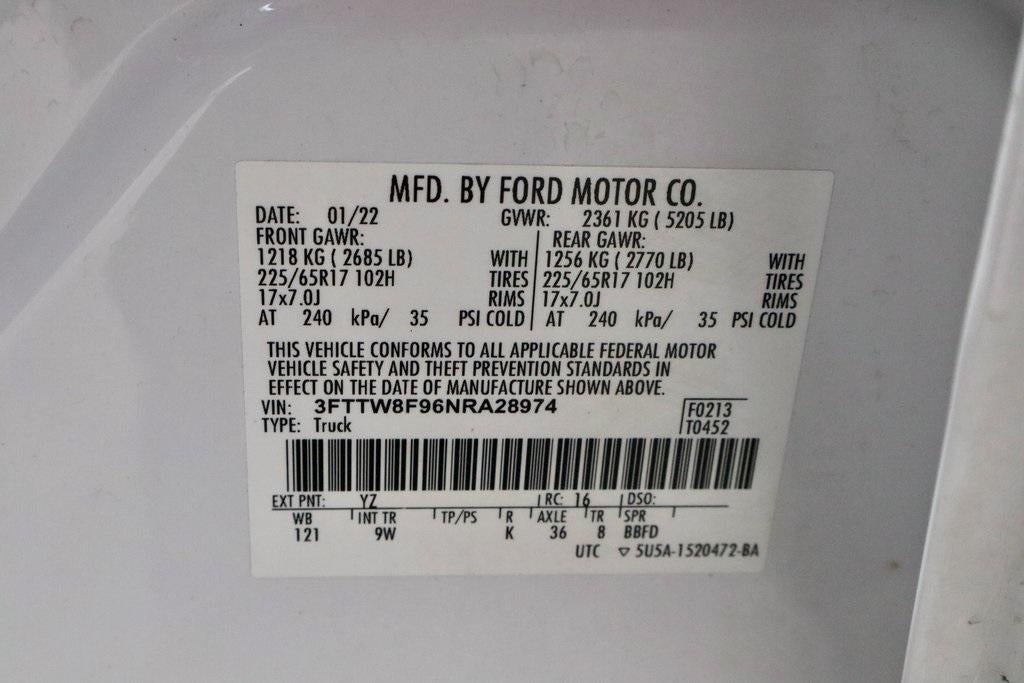 MFD. BY FORD MOTOR CO.
DATE: 01/22 GVWR: 2361 KG ( 5205 LB)
FRONT GAWR: REAR GAWR:
1218 KG ( 2685 LB) WITH 1256 KG ( 2770 LB) WITH
225/65R17 102H TIRES 225/65R17 102H TIRES
17x7.0J RIMS 17x7.0J RIMS
AT 240 kPa/ 35 PSI COLD AT 240 kPa/ 35 PSI COLD
THIS VEHICLE CONFORMS TO ALL APPLICABLE FEDERAL MOTOR
VEHICLE SAFETY AND THEFT PREVENTION STANDARDS IN
EFFECT ON THE DATE OF MANUFACTURE SHOWN ABOVE.
VIN: 3FTTW8F96NRA28974 F0213
TYPE: Truck T0452
EXT PNT: YZ RC: 16 DSO:
WB INT TR TP/PS R AXLE TR SPR
121 9W K 36 8 BBFD
UTC ▽ 5U5A-1520472-BA